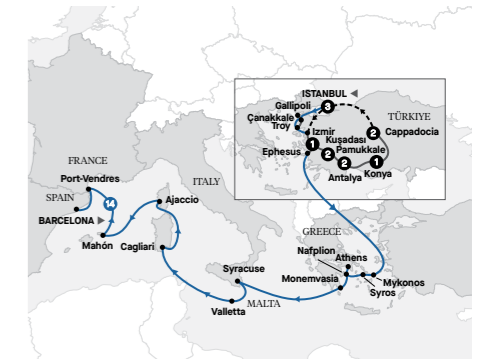 ISTANBUL
3
Gallipoli
Çanakkale
Troy
TÜRKIYE
Izmir
2
Cappadocia
1
Kuşadası
Ephesus
2
Pamukkale
2
1
Antalya
Konya
FRANCE
Port-Vendres
ITALY
SPAIN
14
Ajaccio
BARCELONA
Mahón
Cagliari
GREECE
Nafplion
Athens
Syracuse
Monemvasia
Mykonos
Syros
MALTA
Valletta